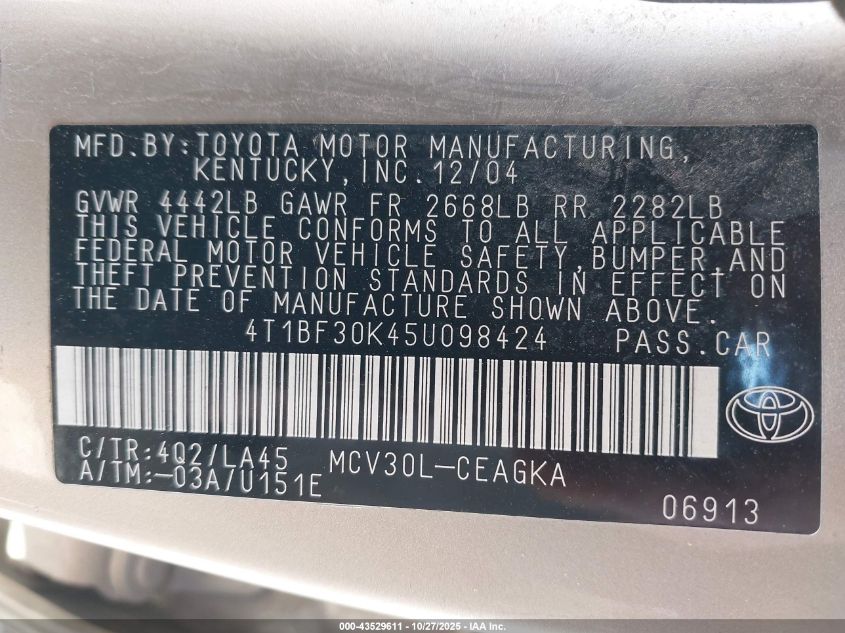 MFD.BY:TOYOTA MOTOR MANUFACTURING,
KENTUCKY, INC. 12/04
GVWR 4442LB GAWR FR 2668LB RR 2282LB
THIS VEHICLE CONFORMS TO ALL APPLICABLE
FEDERAL MOTOR VEHICLE SAFETY,BUMPER,AND
THEFT PREVENTION STANDARDS IN EFFECT ON
THE DATE OF MANUFACTURE SHOWN ABOVE.
4T1BF30K45U098424 PASS.CAR
C/TR:4Q2/LA45 MCV30L-CEAGKA
A/TM:-03A/U151E
06913
000-43529611 - 10/27/2025 - IAA Inc.